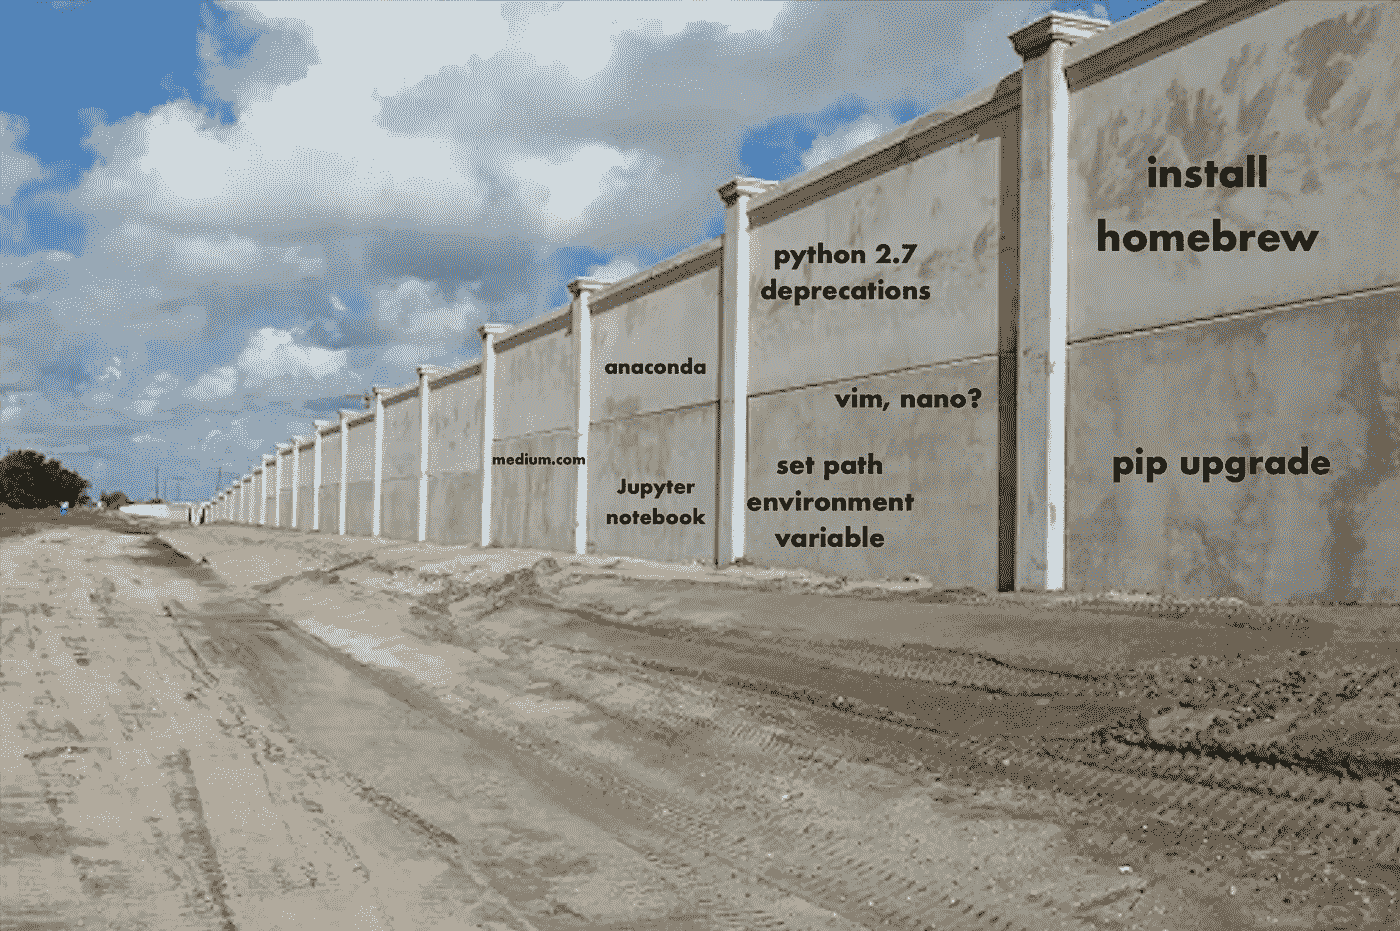 install
homebrew
pip upgrade
python 2.7
deprecations
vim, nano?
set path
environment
variable
anaconda
Jupyter
notebook
medium.com